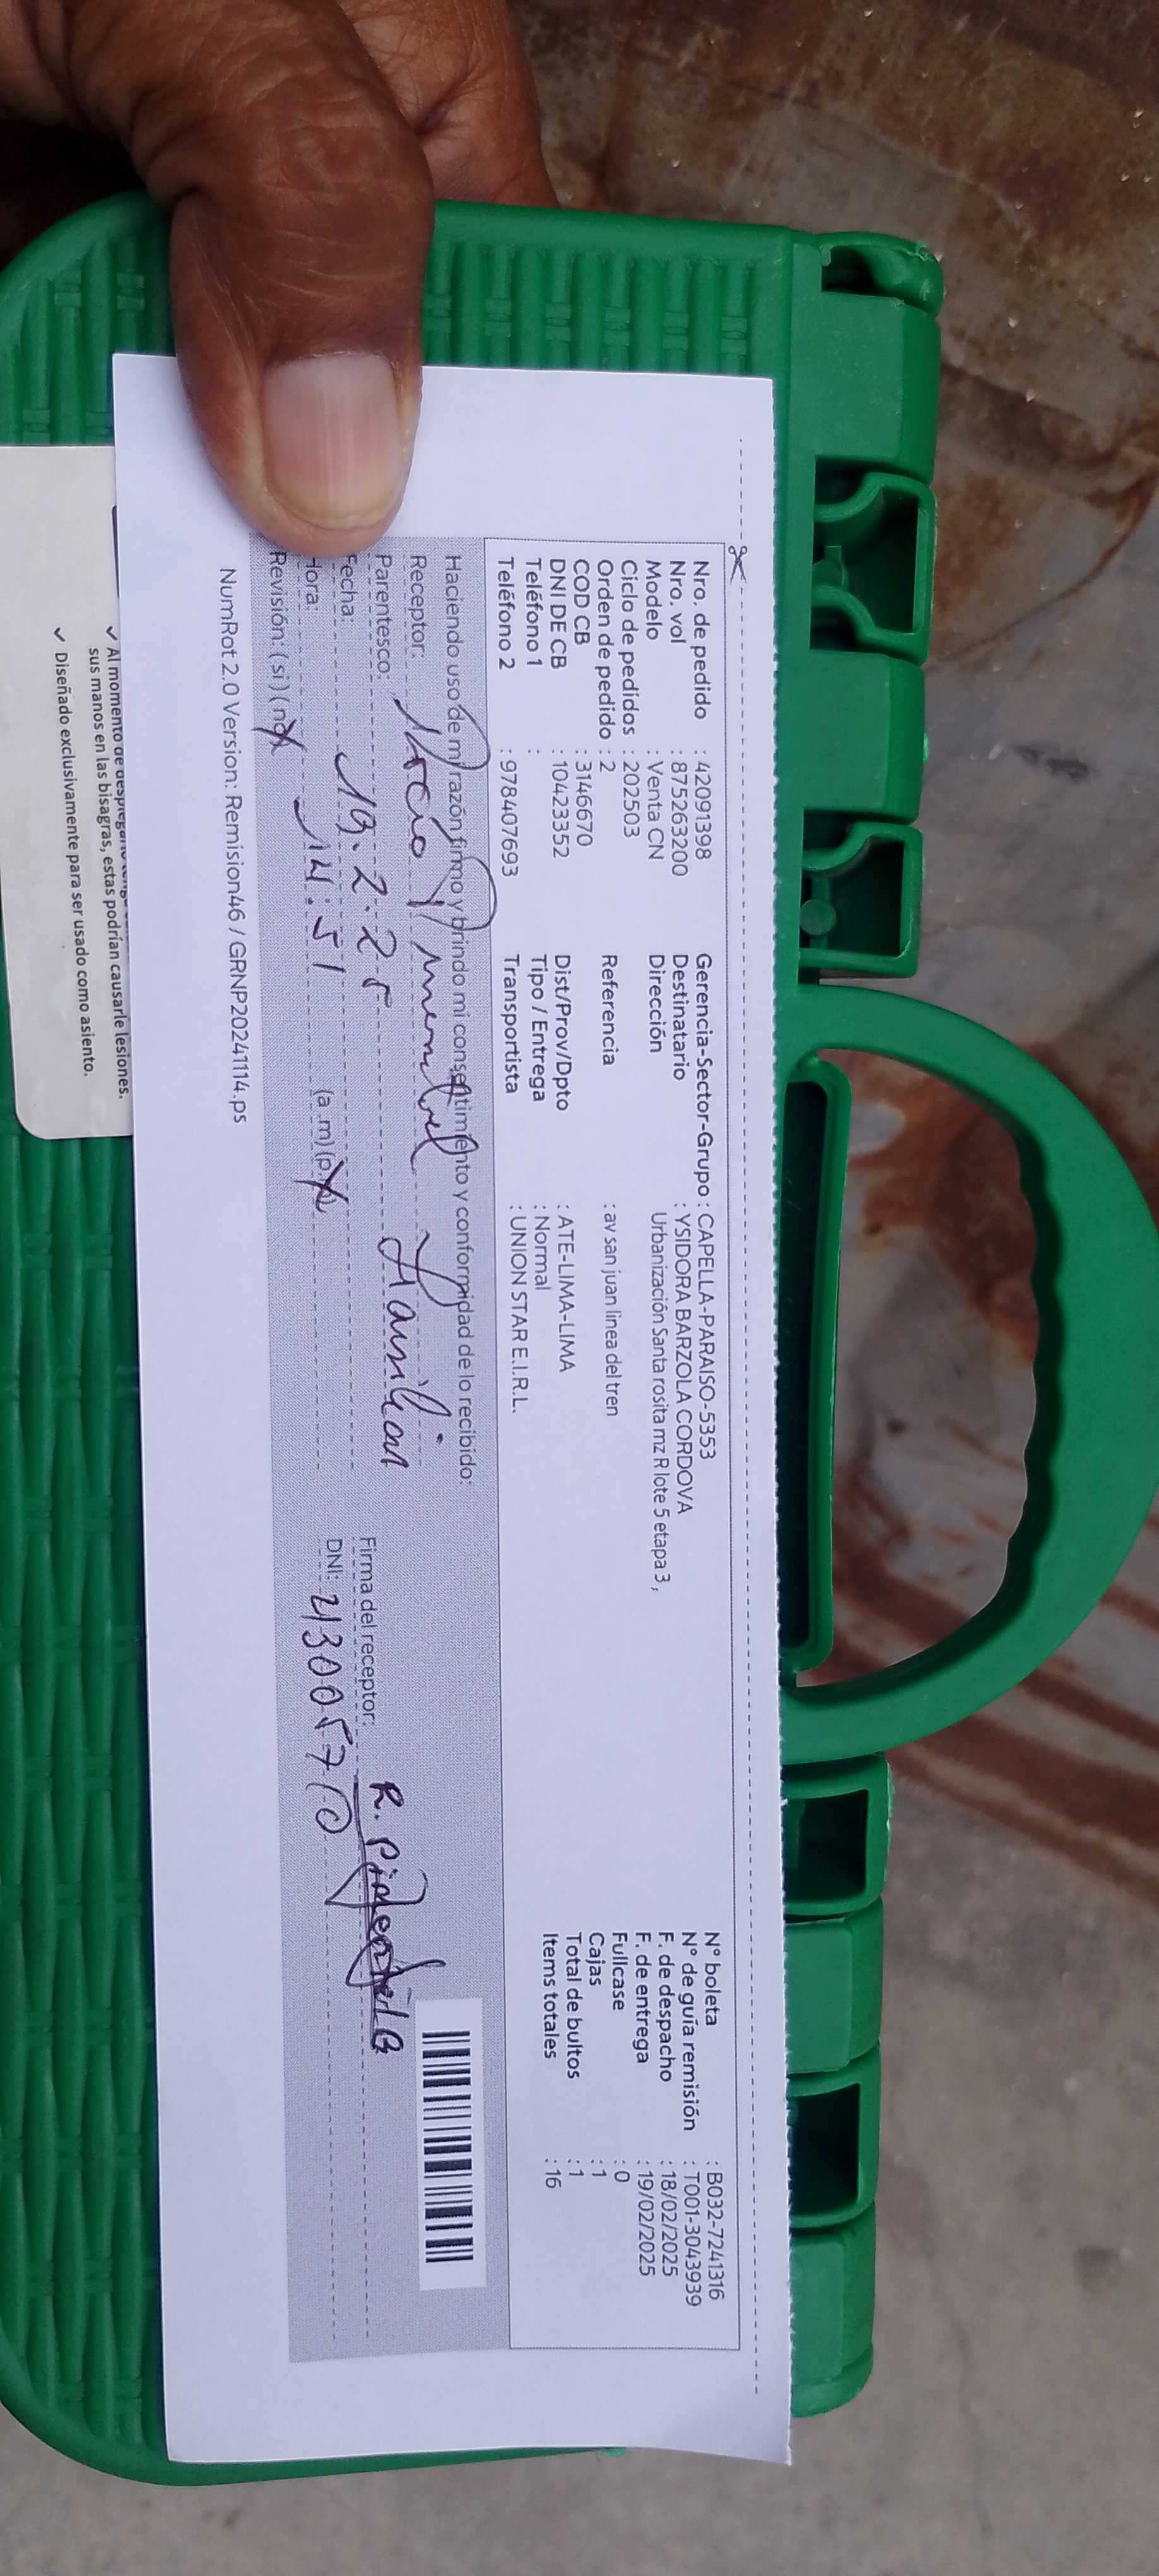 Nro. de pedido : 42091398 Gerencia-Sector-Grupo : CAPELLA-PARAISO-5353 N° boleta : B032-7241316
Nro. vol : 875263200 Destinatario : YSIDORA BARZOLA CORDOVA N° de guía remisión : T001-3043939
Modelo : Venta CN Dirección Urbanización Santa rosita mz R lote 5 etapa 3, F. de despacho : 18/02/2025
Ciclo de pedidos : 202503 F. de entrega : 19/02/2025
Orden de pedido : 2 Referencia : av san juan linea del tren Fullcase : 0
COD CB : 3146670 Cajas : 1
DNI DE CB : 10423352 Dist/Prov/Dpto : ATE-LIMA-LIMA Total de bultos : 1
Teléfono 1 : Tipo / Entrega : Normal Items totales : 16
Teléfono 2 : 978407693 Transportista : UNION STAR E.I.R.L.
Haciendo uso de mi razón firmo y brindo mi consentimiento y conformidad de lo recibido:
Receptor: Rocio
Parentesco: Familiar
Fecha: 19.2.25 Firma del receptor: R.
Hora: 14:51 (a.m) (p. DNI:
Revisión: ( si ) ( no
NumRot 2.0 Version: Remision46 / GRNP20241114.ps
✓ Al momento de
sus manos en las bisagras, estas podrían causarle lesiones.
✓ Diseñado exclusivamente para ser usado como asiento.